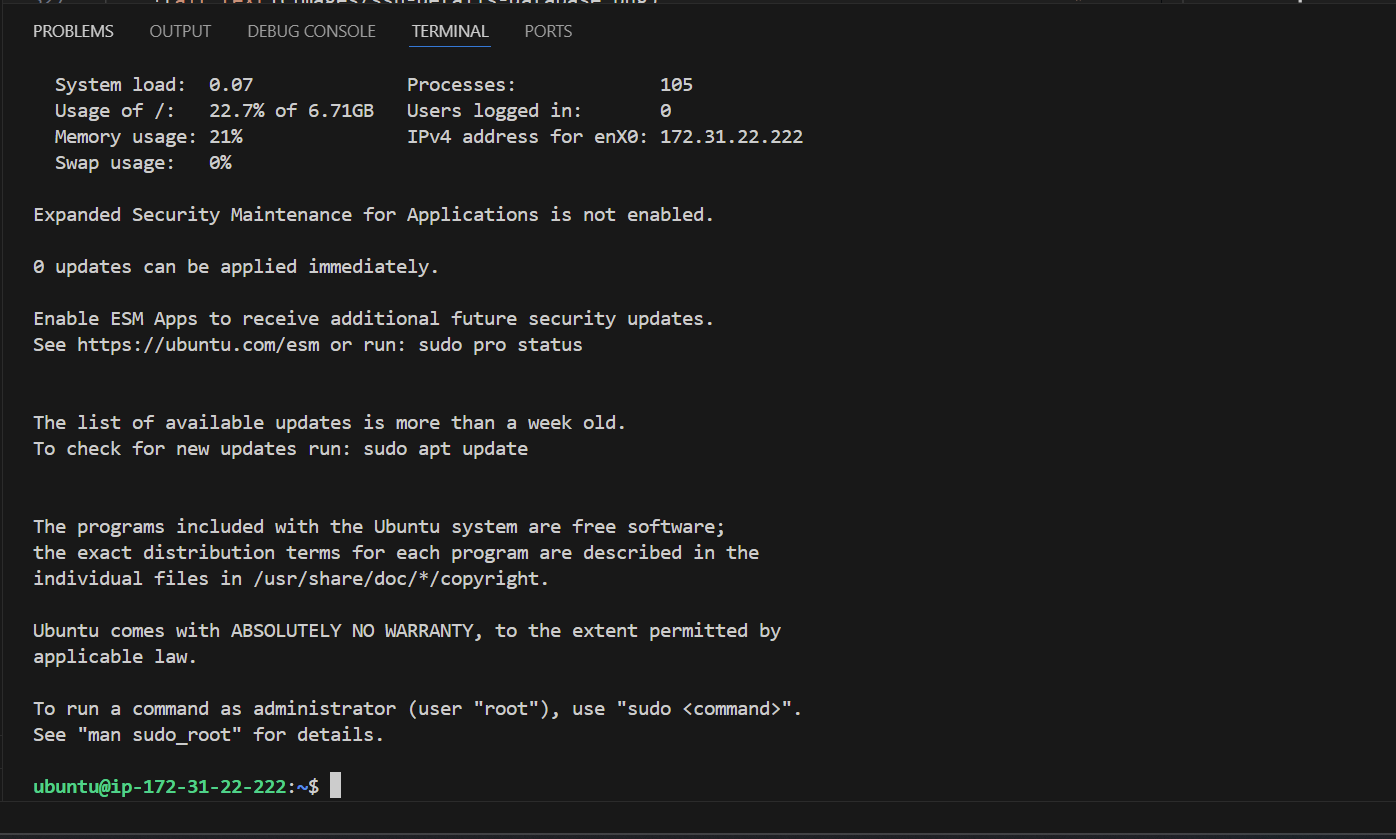 PROBLEMS OUTPUT DEBUG CONSOLE TERMINAL PORTS
System load: 0.07 Processes: 105
Usage of /: 22.7% of 6.71GB Users logged in: 0
Memory usage: 21% IPv4 address for enX0: 172.31.22.222
Swap usage: 0%
Expanded Security Maintenance for Applications is not enabled.
0 updates can be applied immediately.
Enable ESM Apps to receive additional future security updates.
See https://ubuntu.com/esm or run: sudo pro status
The list of available updates is more than a week old.
To check for new updates run: sudo apt update
The programs included with the Ubuntu system are free software;
the exact distribution terms for each program are described in the
individual files in /usr/share/doc/*/copyright.
Ubuntu comes with ABSOLUTELY NO WARRANTY, to the extent permitted by
applicable law.
To run a command as administrator (user "root"), use "sudo <command>".
See "man sudo_root" for details.
ubuntu@ip-172-31-22-222:~$